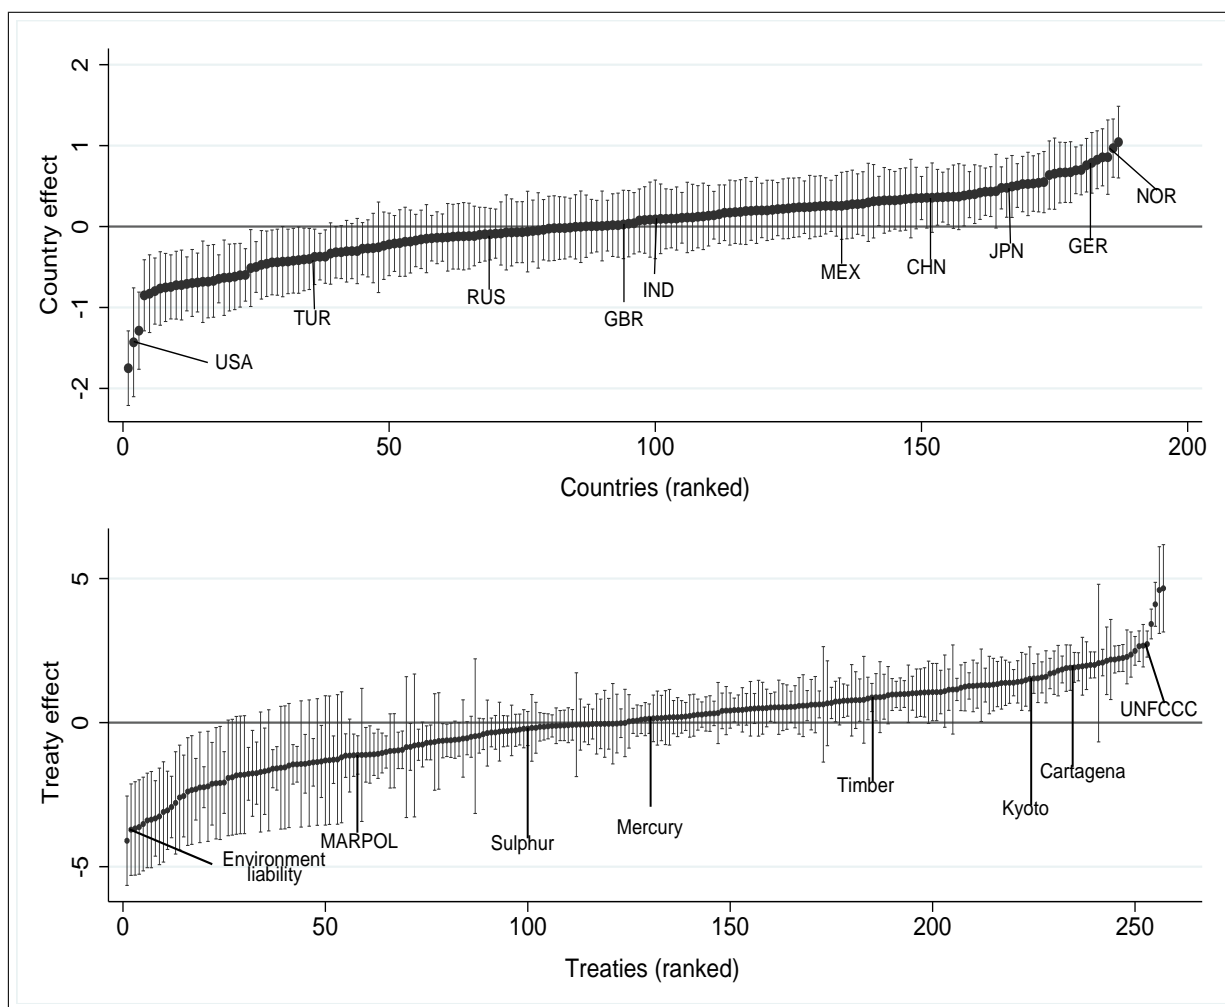 2
1
0
-1
-2
Country effect
NOR
GER
JPN
CHN
MEX
IND
GBR
RUS
TUR
USA
0 50 100 150 200
Countries (ranked)
5
0
-5
Treaty effect
UNFCCC
Cartagena
Kyoto
Timber
Mercury
Sulphur
MARPOL
Environment
liability
0 50 100 150 200 250
Treaties (ranked)